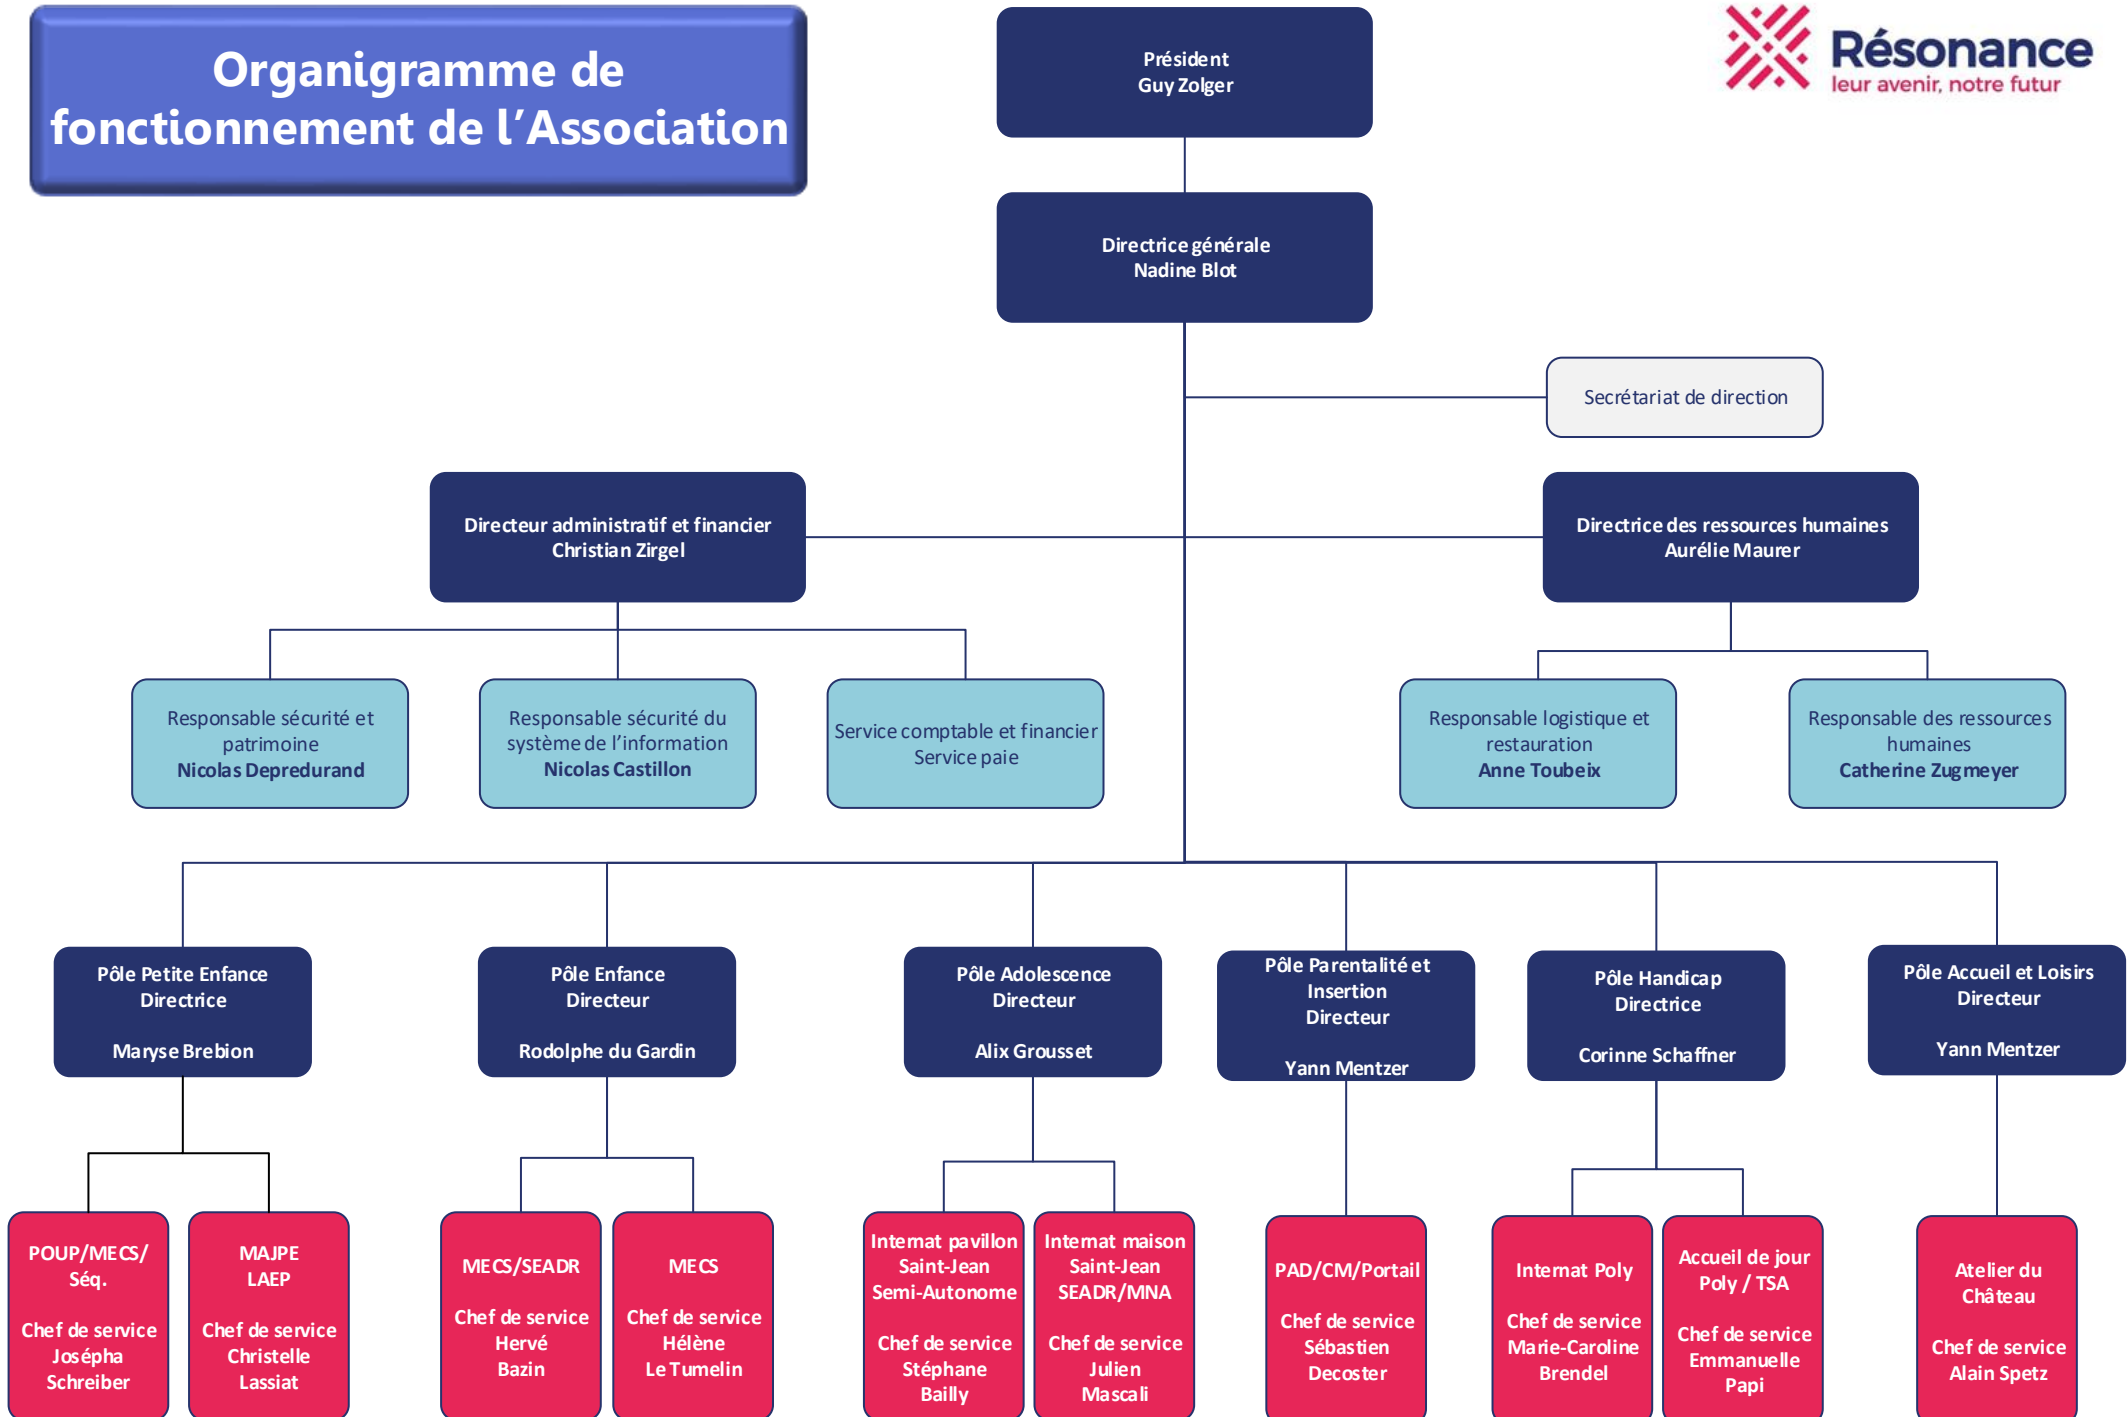 Organigramme de
fonctionnement de l’Association
Président
Guy Zolger
Résonance
leur avenir, notre futur
Directrice générale
Nadine Blot
Secrétariat de direction
Directeur administratif et financier
Christian Zirgel
Directrice des ressources humaines
Aurélie Maurer
Responsable sécurité et
patrimoine
Nicolas Depredurand
Responsable sécurité du
système de l’information
Nicolas Castillon
Service comptable et financier
Service paie
Responsable logistique et
restauration
Anne Toubeix
Responsable des ressources
humaines
Catherine Zugmeyer
Pôle Petite Enfance
Directrice
Maryse Brebion
Pôle Enfance
Directeur
Rodolphe du Gardin
Pôle Adolescence
Directeur
Alix Grousset
Pôle Parentalité et
Insertion
Directeur
Yann Mentzer
Pôle Handicap
Directrice
Corinne Schaffner
Pôle Accueil et Loisirs
Directeur
Yann Mentzer
POUP/MECS/
Séq.
Chef de service
Josépha
Schreiber
MAJPE
LAEP
Chef de service
Christelle
Lassiat
MECS/SEADR
Chef de service
Hervé
Bazin
MECS
Chef de service
Hélène
Le Tumelin
Internat pavillon
Saint-Jean
Semi-Autonome
Chef de service
Stéphane
Bailly
Internat maison
Saint-Jean
SEADR/MNA
Chef de service
Julien
Mascali
PAD/CM/Portail
Chef de service
Sébastien
Decoster
Internat Poly
Chef de service
Marie-Caroline
Brendel
Accueil de jour
Poly / TSA
Chef de service
Emmanuelle
Papi
Atelier du
Château
Chef de service
Alain Spetz